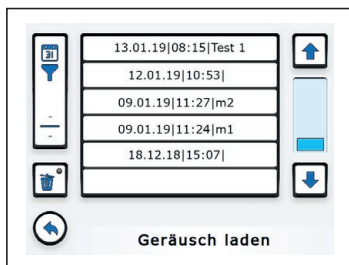 31
13.01.19|08:15|Test 1
12.01.19|10:53|
09.01.19|11:27|m2
09.01.19|11:24|m1
18.12.18|15:07|
-
-
Geräusch laden